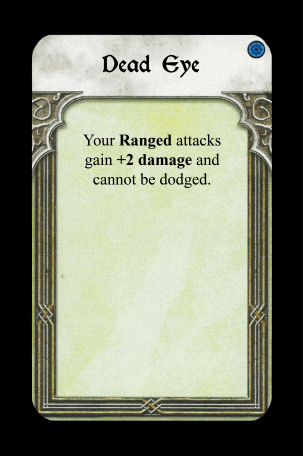 Dead Eye
Your Ranged attacks
gain +2 damage and
cannot be dodged.